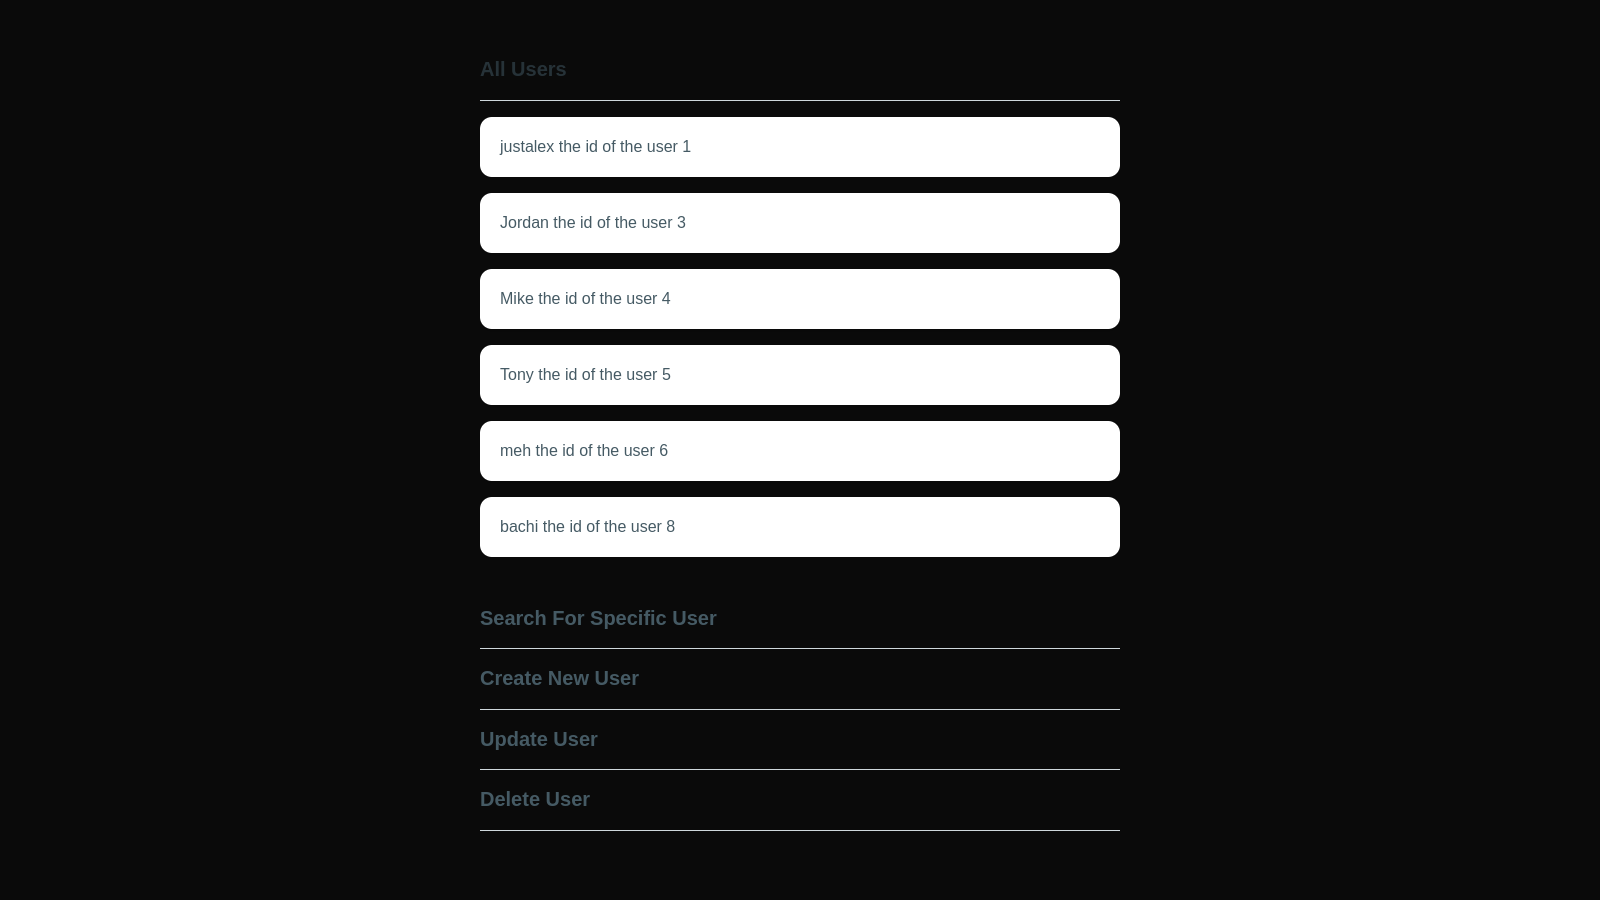 All Users
justalex the id of the user 1
Jordan the id of the user 3
Mike the id of the user 4
Tony the id of the user 5
meh the id of the user 6
bachi the id of the user 8
Search For Specific User
Create New User
Update User
Delete User